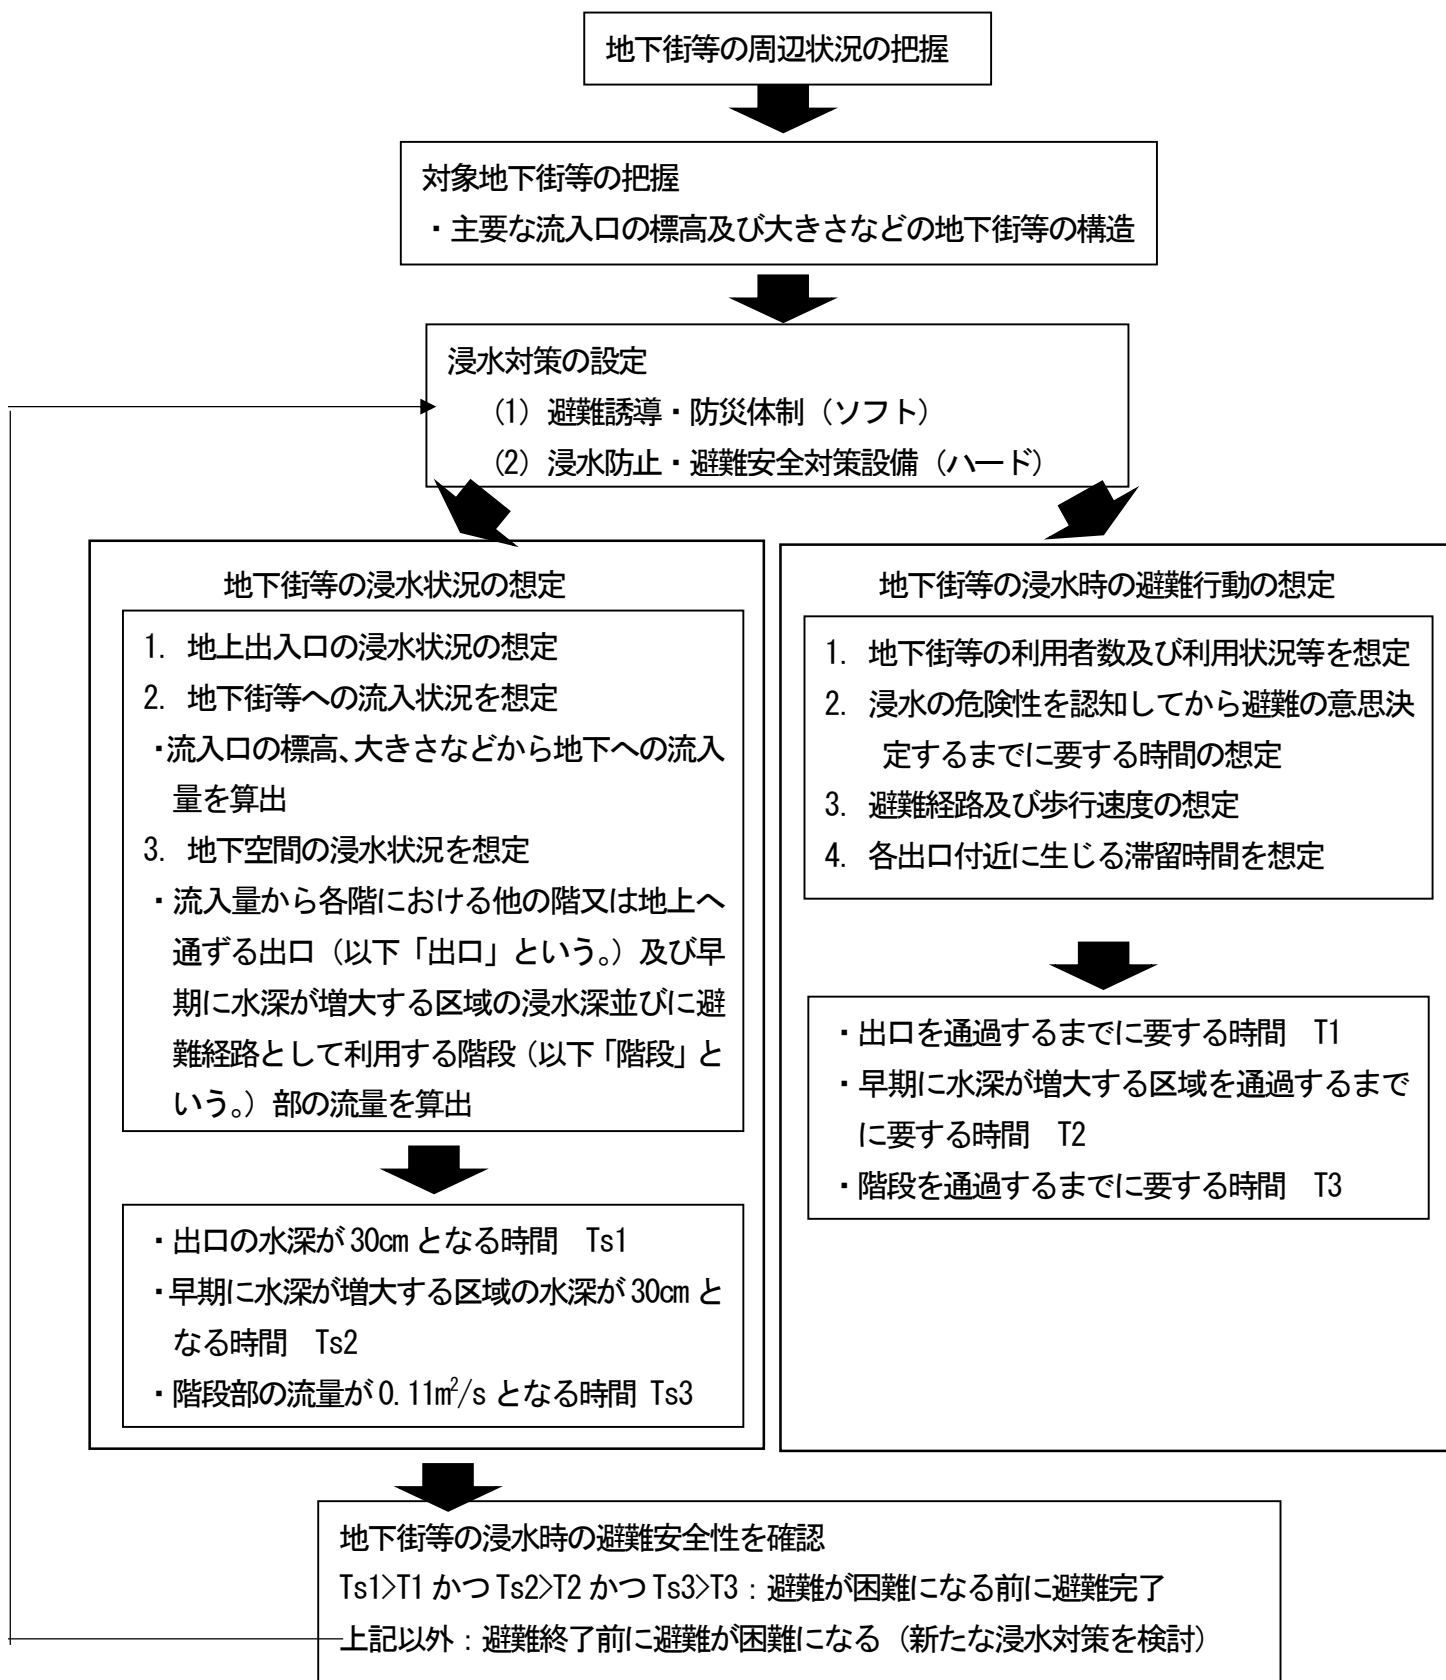 地下街等の周辺状況の把握
対象地下街等の把握
・主要な流入口の標高及び大きさなどの地下街等の構造
浸水対策の設定
(1) 避難誘導・防災体制（ソフト）
(2) 浸水防止・避難安全対策設備（ハード）
地下街等の浸水状況の想定
1. 地上出入口の浸水状況の想定
2. 地下街等への流入状況を想定
・流入口の標高、大きさなどから地下への流入
量を算出
3. 地下空間の浸水状況を想定
・流入量から各階における他の階又は地上へ
通ずる出口（以下「出口」という。）及び早
期に水深が増大する区域の浸水深並びに避
難経路として利用する階段（以下「階段」と
いう。）部の流量を算出
・出口の水深が30cmとなる時間　Ts1
・早期に水深が増大する区域の水深が30cmと
なる時間　Ts2
・階段部の流量が0.11㎡/sとなる時間 Ts3
地下街等の浸水時の避難行動の想定
1. 地下街等の利用者数及び利用状況等を想定
2. 浸水の危険性を認知してから避難の意思決
定するまでに要する時間の想定
3. 避難経路及び歩行速度の想定
4. 各出口付近に生じる滞留時間を想定
・出口を通過するまでに要する時間　T1
・早期に水深が増大する区域を通過するまで
に要する時間　T2
・階段を通過するまでに要する時間　T3
地下街等の浸水時の避難安全性を確認
Ts1>T1 かつ Ts2>T2 かつ Ts3>T3：避難が困難になる前に避難完了
上記以外：避難終了前に避難が困難になる（新たな浸水対策を検討）